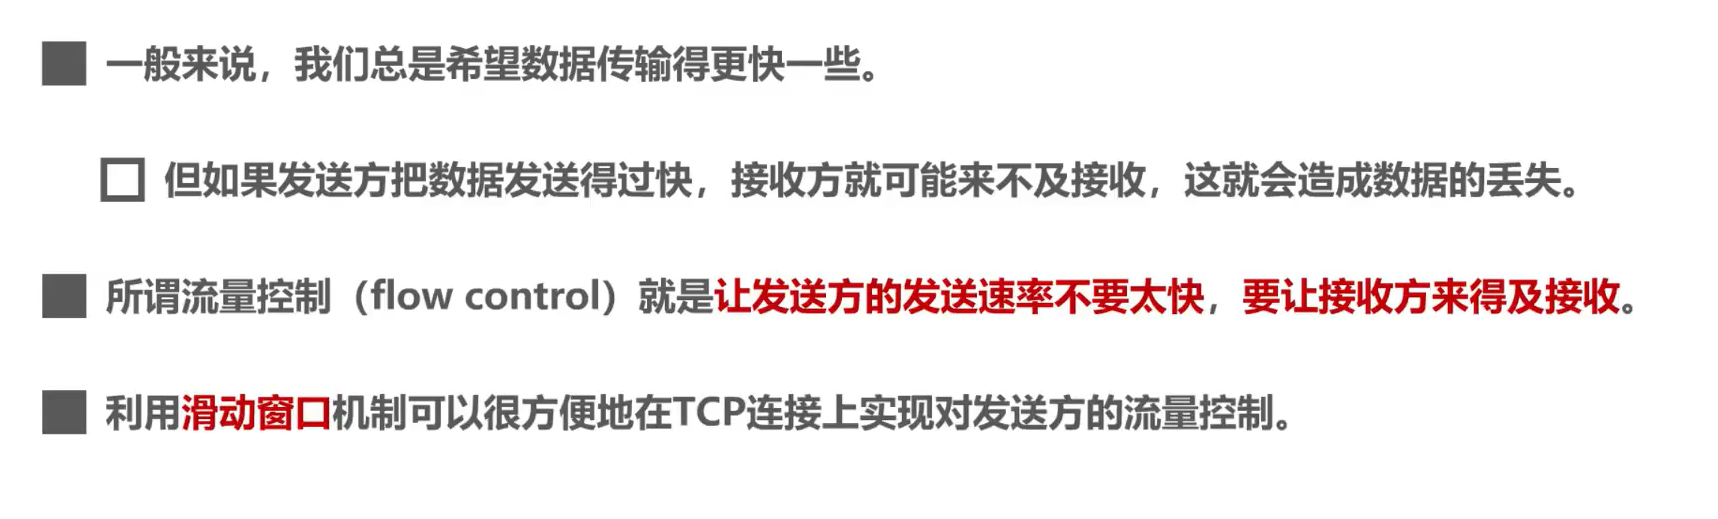 一般来说，我们总是希望数据传输得更快一些。
但如果发送方把数据发送得过快，接收方就可能来不及接收，这就会造成数据的丢失。
所谓流量控制（flow control）就是让发送方的发送速率不要太快，要让接收方来得及接收。
利用滑动窗口机制可以很方便地在TCP连接上实现对发送方的流量控制。